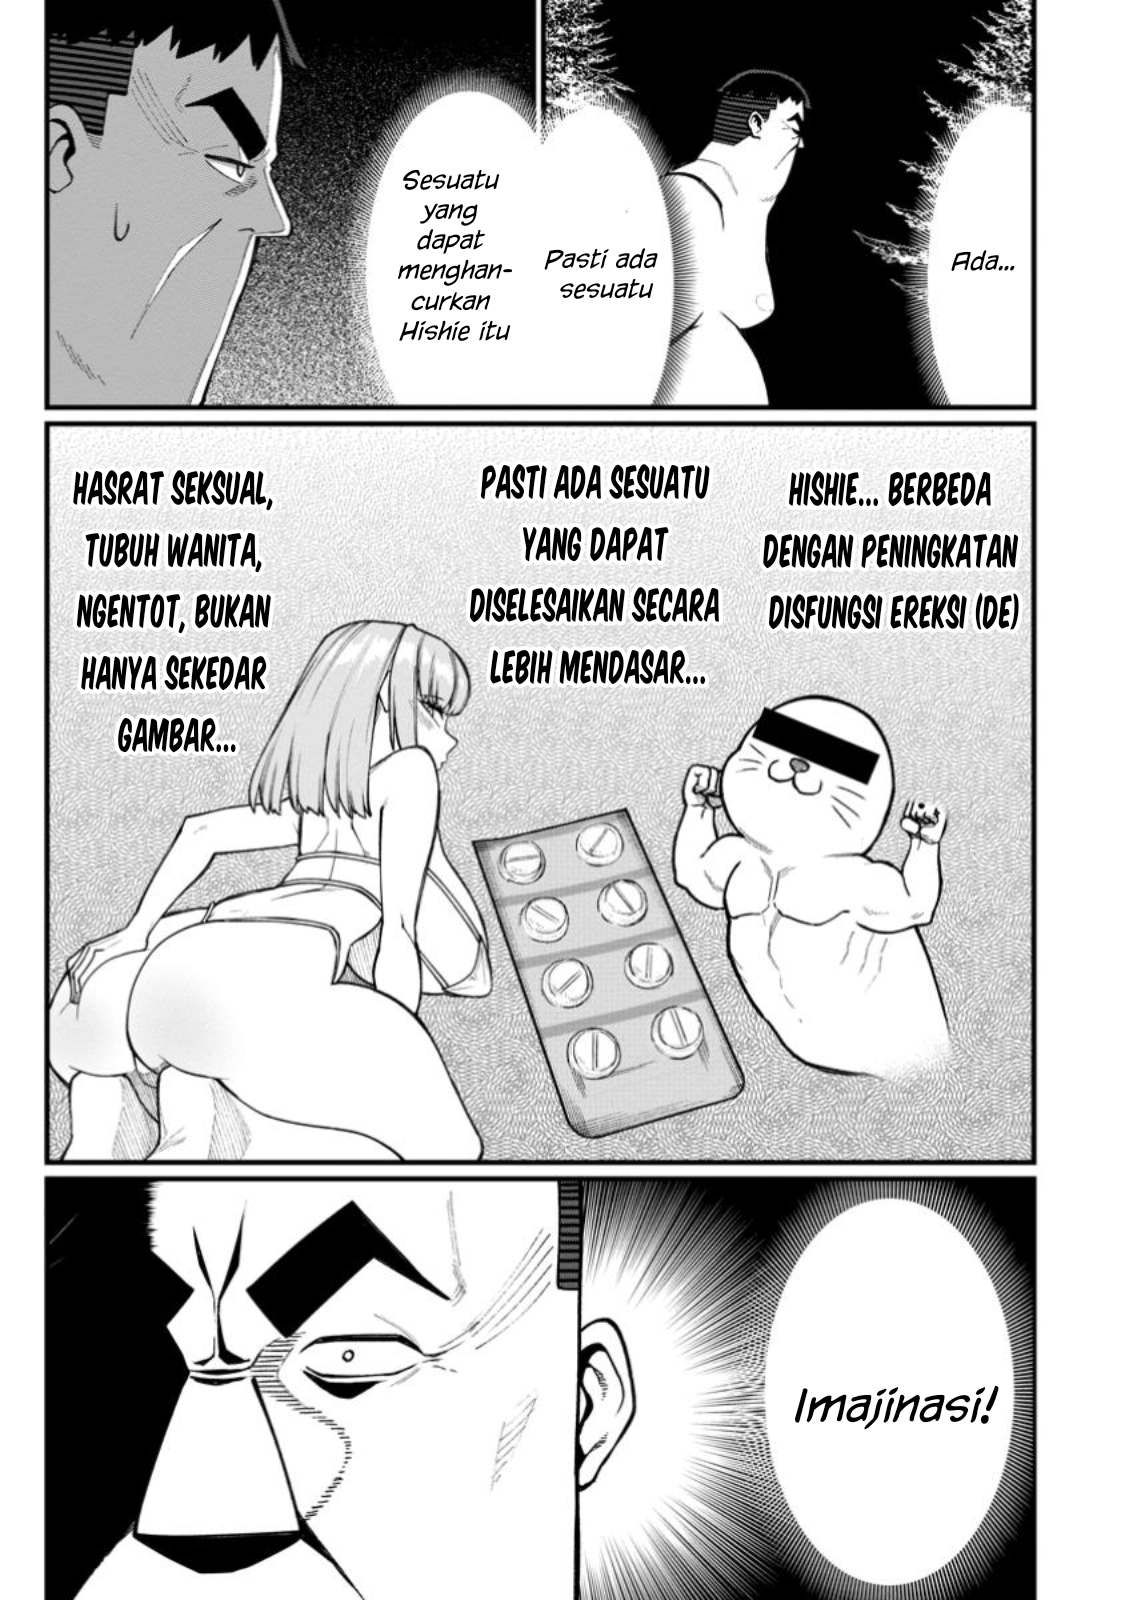 Ada...
Pasti ada
sesuatu
Sesuatu
yang
dapat
menghan-
curkan
Hishie itu
HISHIE... BERBEDA
DENGAN PENINGKATAN
DISFUNGSI EREKSI (DE)
PASTI ADA SESUATU
YANG DAPAT
DISELESAIKAN SECARA
LEBIH MENDASAR...
HASRAT SEKSUAL,
TUBUH WANITA,
NGENTOT, BUKAN
HANYA SEKEDAR
GAMBAR...
Imajinasi!